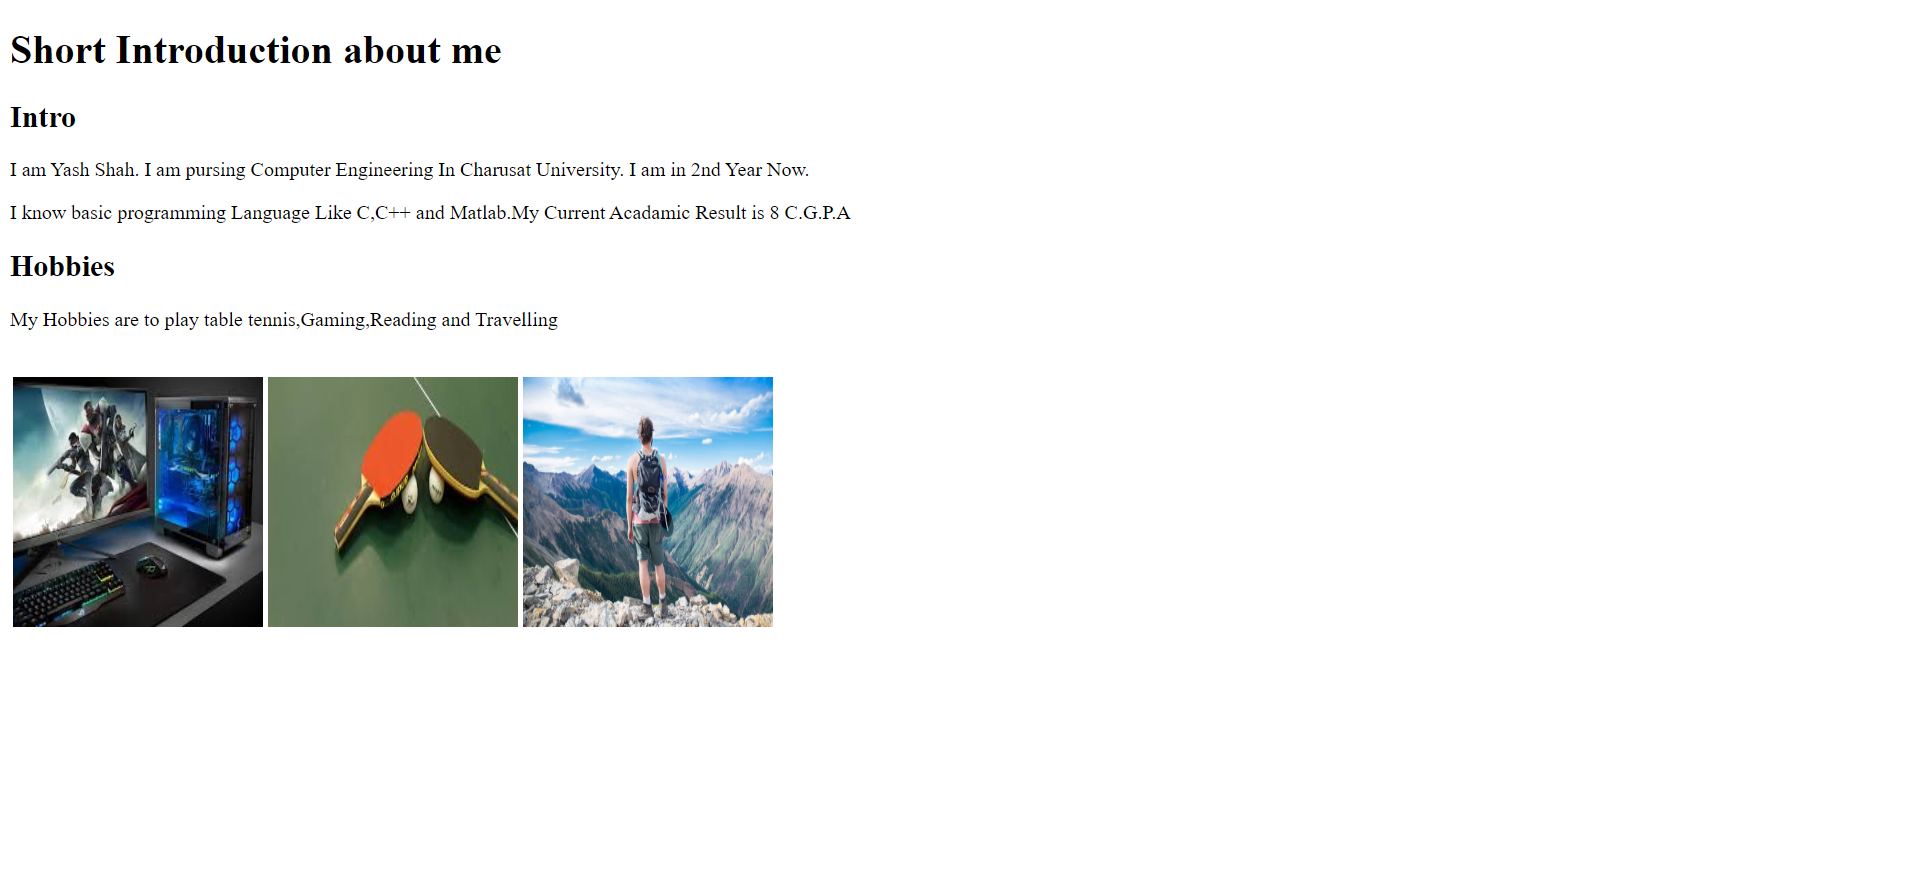 Short Introduction about me
Intro
I am Yash Shah. I am pursing Computer Engineering In Charusat University. I am in 2nd Year Now.
I know basic programming Language Like C,C++ and Matlab.My Current Acadamic Result is 8 C.G.P.A
Hobbies
My Hobbies are to play table tennis,Gaming,Reading and Travelling